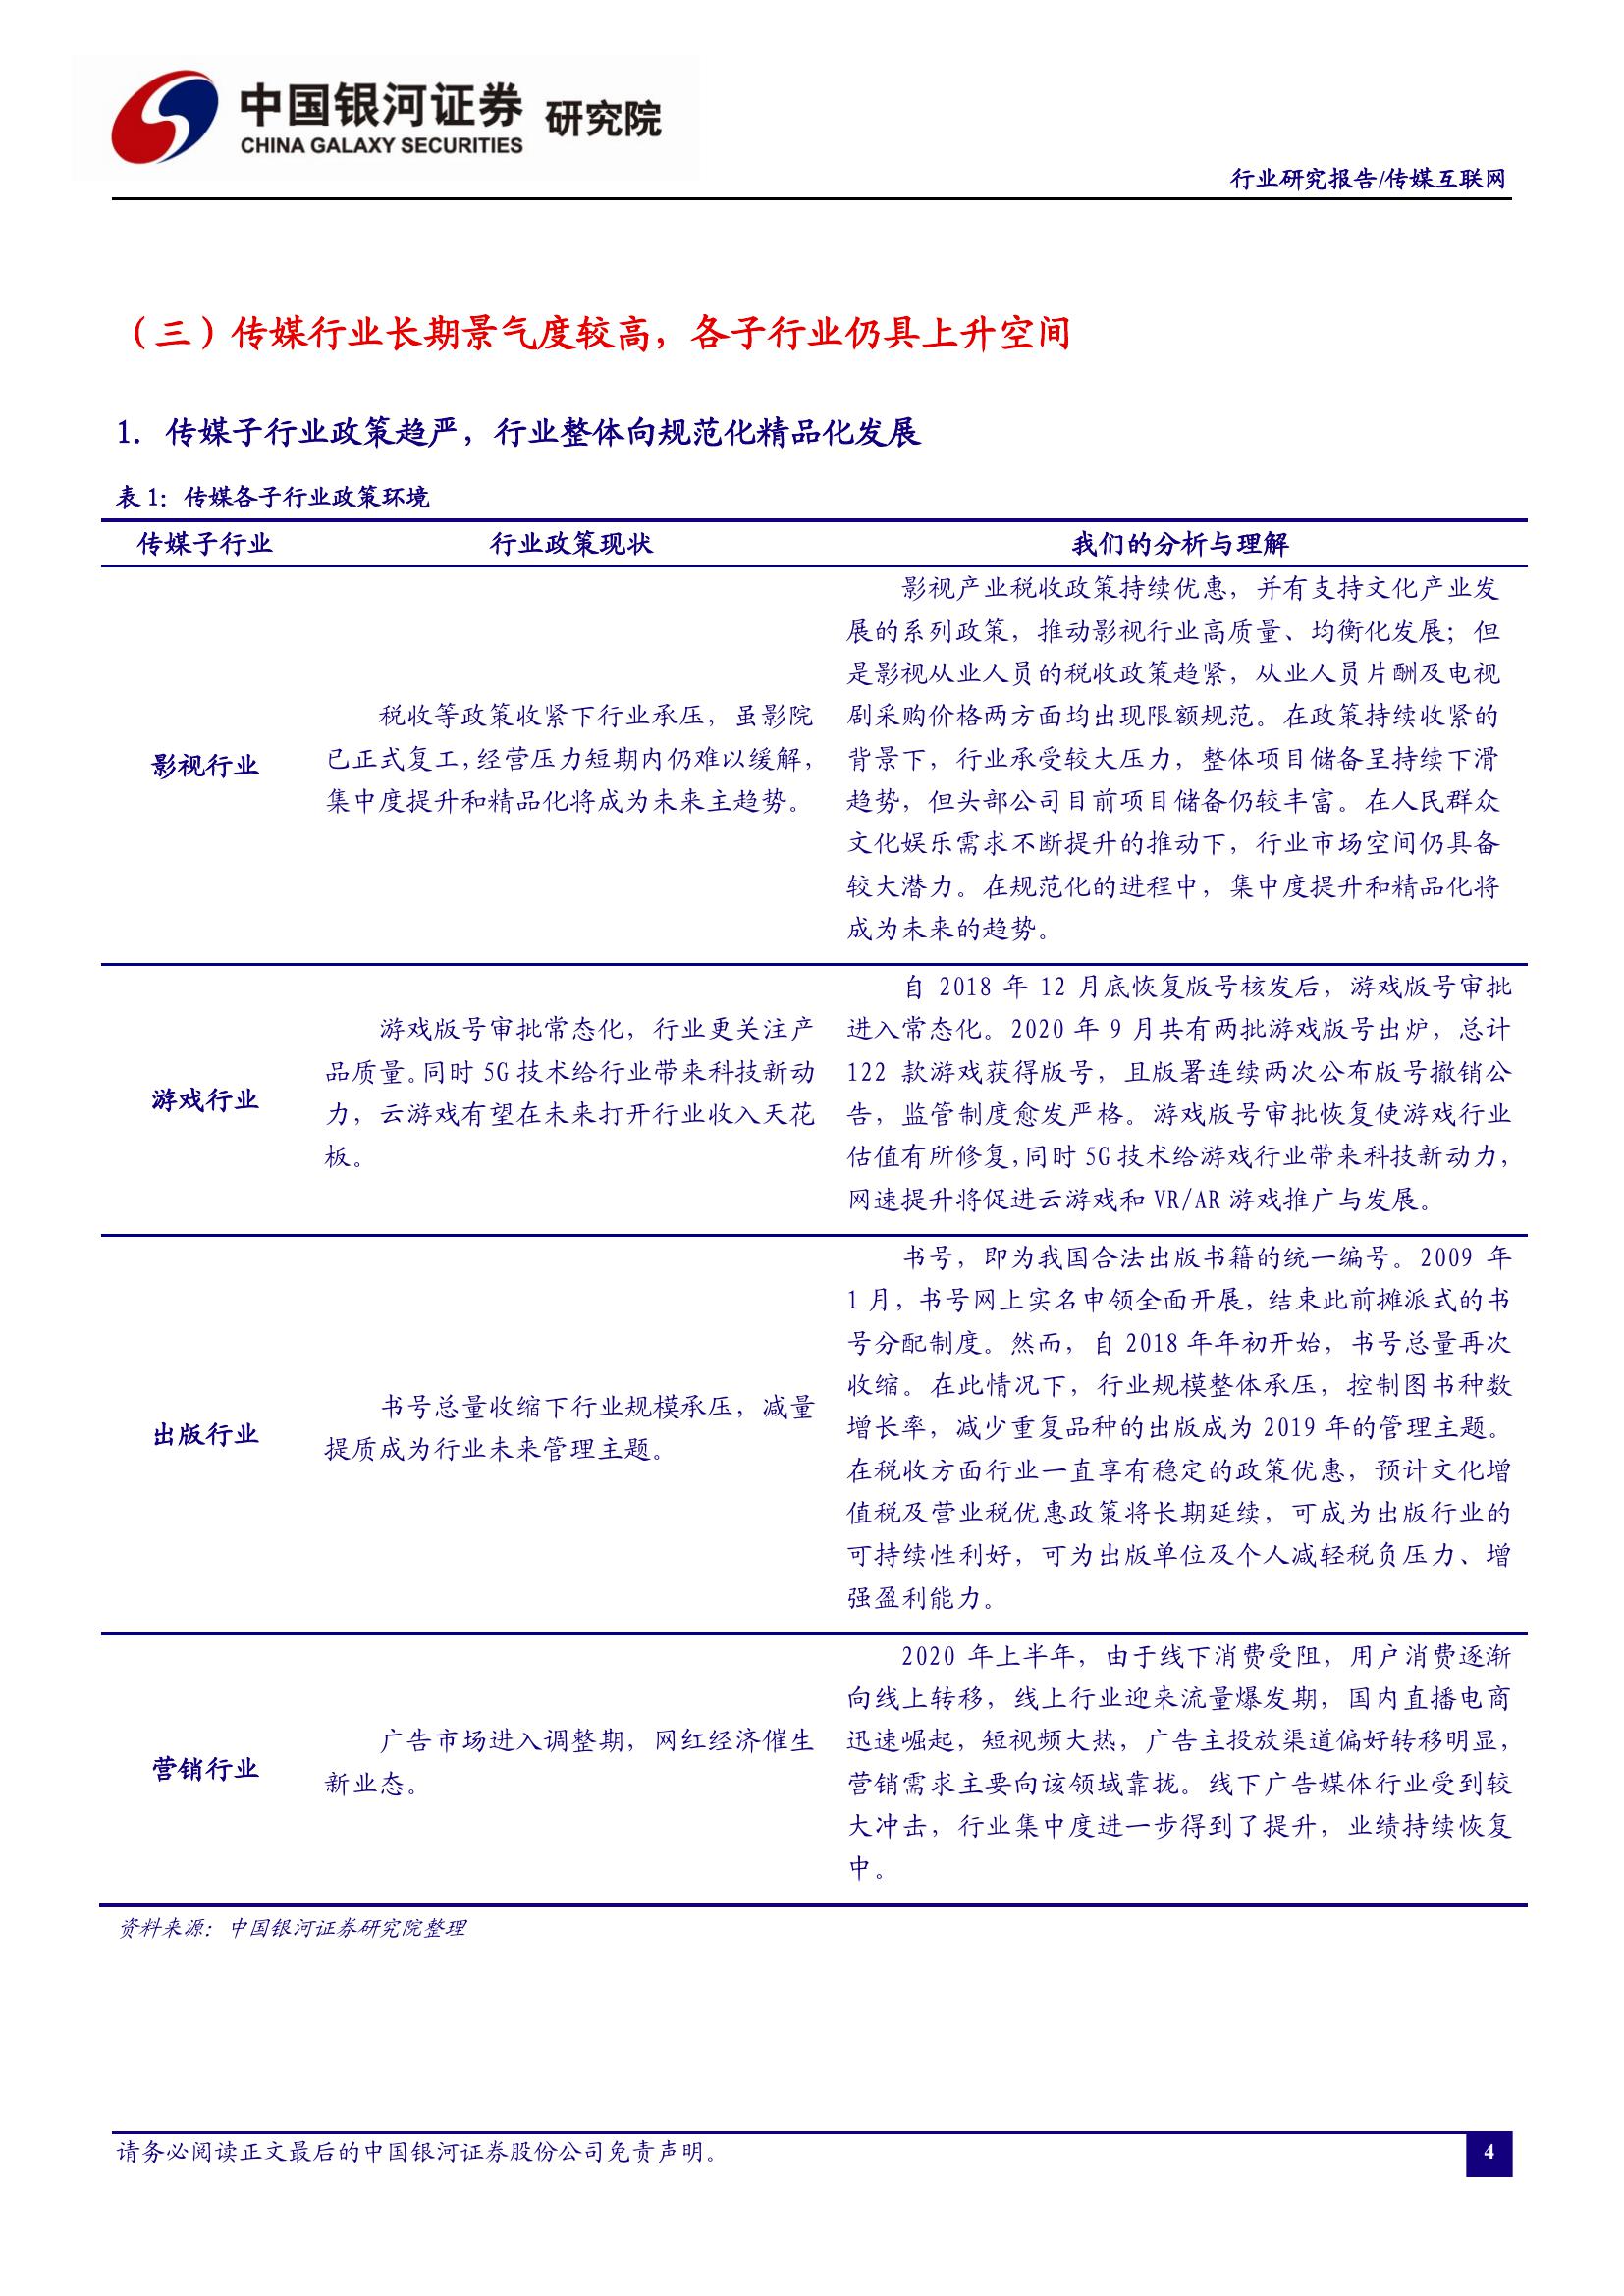 中国银河证券 研究院
CHINA GALAXY SECURITIES
行业研究报告/传媒互联网
（三）传媒行业长期景气度较高，各子行业仍具上升空间
1. 传媒子行业政策趋严，行业整体向规范化精品化发展
表 1：传媒各子行业政策环境
传媒子行业 行业政策现状 我们的分析与理解
影视行业
税收等政策收紧下行业承压，虽影院
已正式复工，经营压力短期内仍难以缓解，
集中度提升和精品化将成为未来主趋势。
影视产业税收政策持续优惠，并有支持文化产业发
展的系列政策，推动影视行业高质量、均衡化发展；但
是影视从业人员的税收政策趋紧，从业人员片酬及电视
剧采购价格两方面均出现限额规范。在政策持续收紧的
背景下，行业承受较大压力，整体项目储备呈持续下滑
趋势，但头部公司目前项目储备仍较丰富。在人民群众
文化娱乐需求不断提升的推动下，行业市场空间仍具备
较大潜力。在规范化的进程中，集中度提升和精品化将
成为未来的趋势。
游戏行业
游戏版号审批常态化，行业更关注产
品质量。同时 5G 技术给行业带来科技新动
力，云游戏有望在未来打开行业收入天花
板。
自 2018 年 12 月底恢复版号核发后，游戏版号审批
进入常态化。2020 年 9 月共有两批游戏版号出炉，总计
122 款游戏获得版号，且版署连续两次公布版号撤销公
告，监管制度愈发严格。游戏版号审批恢复使游戏行业
估值有所修复，同时 5G 技术给游戏行业带来科技新动力，
网速提升将促进云游戏和 VR/AR 游戏推广与发展。
出版行业
书号总量收缩下行业规模承压，减量
提质成为行业未来管理主题。
书号，即为我国合法出版书籍的统一编号。2009 年
1 月，书号网上实名申领全面开展，结束此前摊派式的书
号分配制度。然而，自 2018 年年初开始，书号总量再次
收缩。在此情况下，行业规模整体承压，控制图书种数
增长率，减少重复品种的出版成为 2019 年的管理主题。
在税收方面行业一直享有稳定的政策优惠，预计文化增
值税及营业税优惠政策将长期延续，可成为出版行业的
可持续性利好，可为出版单位及个人减轻税负压力、增
强盈利能力。
营销行业
广告市场进入调整期，网红经济催生
新业态。
2020 年上半年，由于线下消费受阻，用户消费逐渐
向线上转移，线上行业迎来流量爆发期，国内直播电商
迅速崛起，短视频大热，广告主投放渠道偏好转移明显，
营销需求主要向该领域靠拢。线下广告媒体行业受到较
大冲击，行业集中度进一步得到了提升，业绩持续恢复
中。
资料来源：中国银河证券研究院整理
请务必阅读正文最后的中国银河证券股份公司免责声明。
4